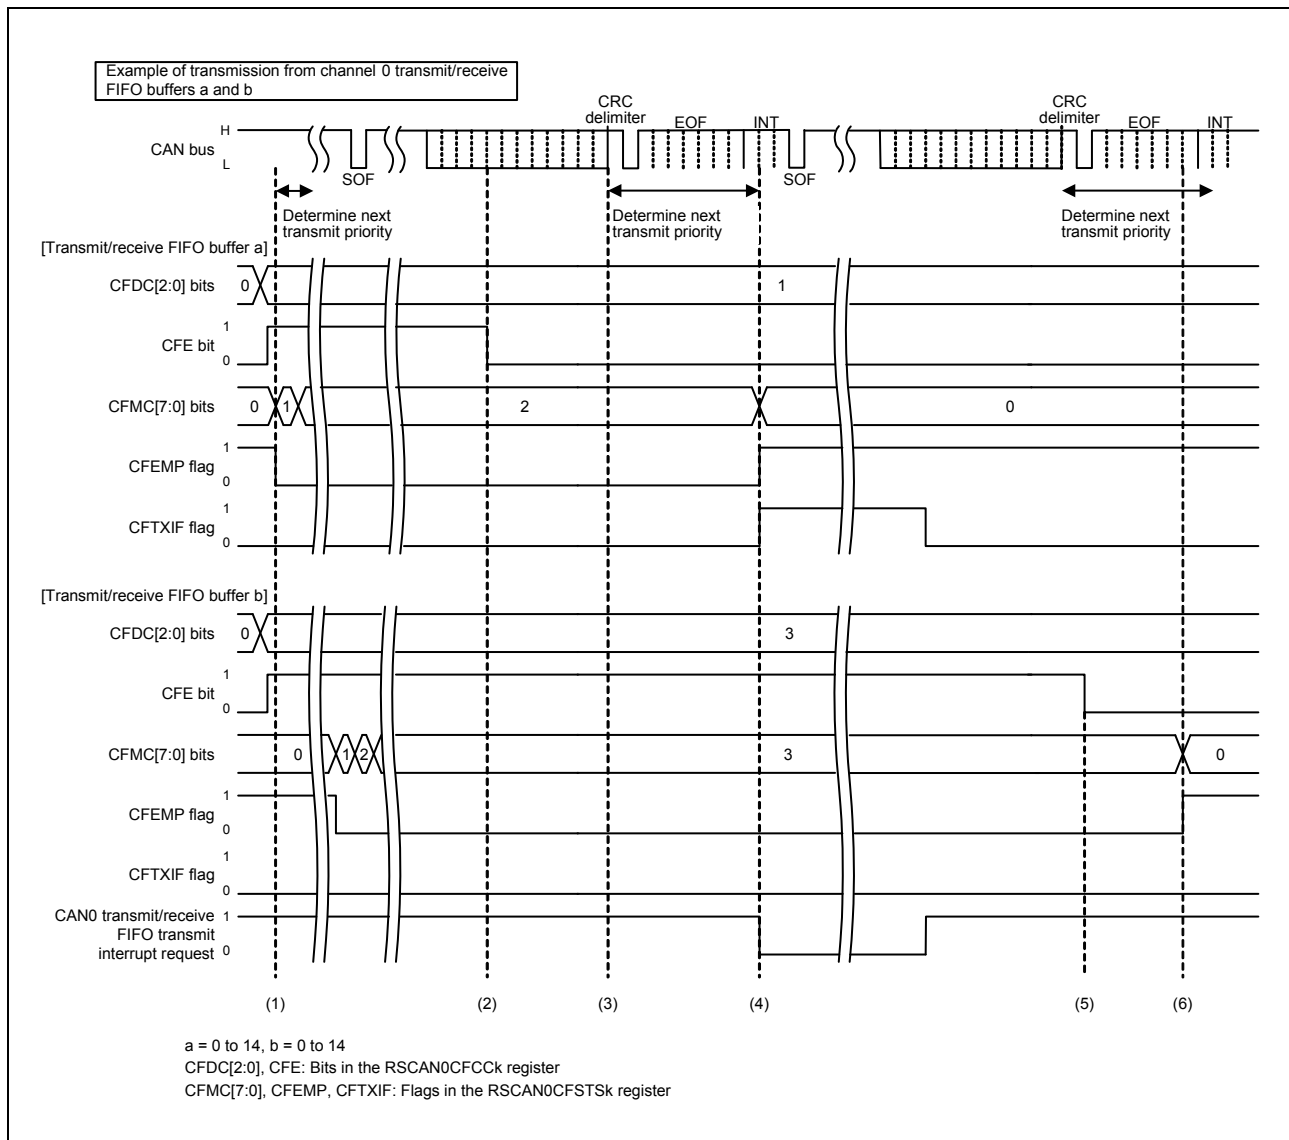 Example of transmission from channel 0 transmit/receive
FIFO buffers a and b
CRC
delimiter
EOF
INT
CRC
delimiter
EOF
INT
H
CAN bus
L
SOF
SOF
Determine next
transmit priority
Determine next
transmit priority
Determine next
transmit priority
[Transmit/receive FIFO buffer a]
CFDC[2:0] bits
0
1
1
CFE bit
0
CFMC[7:0] bits
0
1
2
0
1
CFEMP flag
0
1
CFTXIF flag
0
[Transmit/receive FIFO buffer b]
CFDC[2:0] bits
0
3
1
CFE bit
0
CFMC[7:0] bits
0
1
2
3
0
1
CFEMP flag
0
1
CFTXIF flag
0
CAN0 transmit/receive 1
FIFO transmit
interrupt request 0
(1)
(2)
(3)
(4)
(5)
(6)
a = 0 to 14, b = 0 to 14
CFDC[2:0], CFE: Bits in the RSCAN0CFCCk register
CFMC[7:0], CFEMP, CFTXIF: Flags in the RSCAN0CFSTSk register